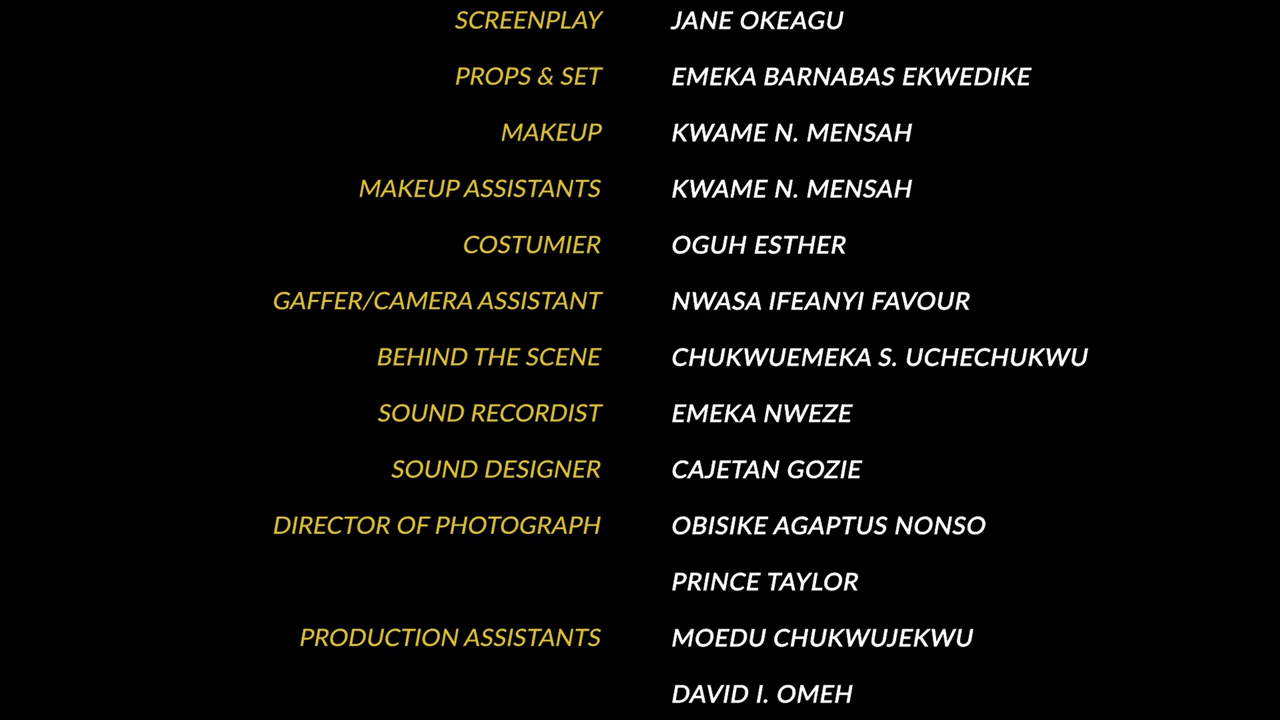 SCREENPLAY JANE OKEAGU
PROPS & SET EMEKA BARNABAS EKWEDIKE
MAKEUP KWAME N. MENSAH
MAKEUP ASSISTANTS KWAME N. MENSAH
COSTUMIER OGUH ESTHER
GAFFER/CAMERA ASSISTANT NWASA IFEANYI FAVOUR
BEHIND THE SCENE CHUKWUEMEKA S. UCHECHUKWU
SOUND RECORDIST EMEKA NWEZE
SOUND DESIGNER CAJETAN GOZIE
DIRECTOR OF PHOTOGRAPH OBISIKE AGAPTUS NONSO
PRINCE TAYLOR
PRODUCTION ASSISTANTS MOEDU CHUKWUJEKWU
DAVID I. OMEH